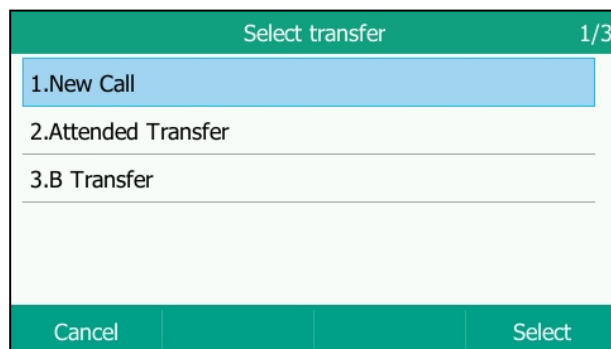 Select transfer 1/3
1.New Call
2.Attended Transfer
3.B Transfer
Cancel Select